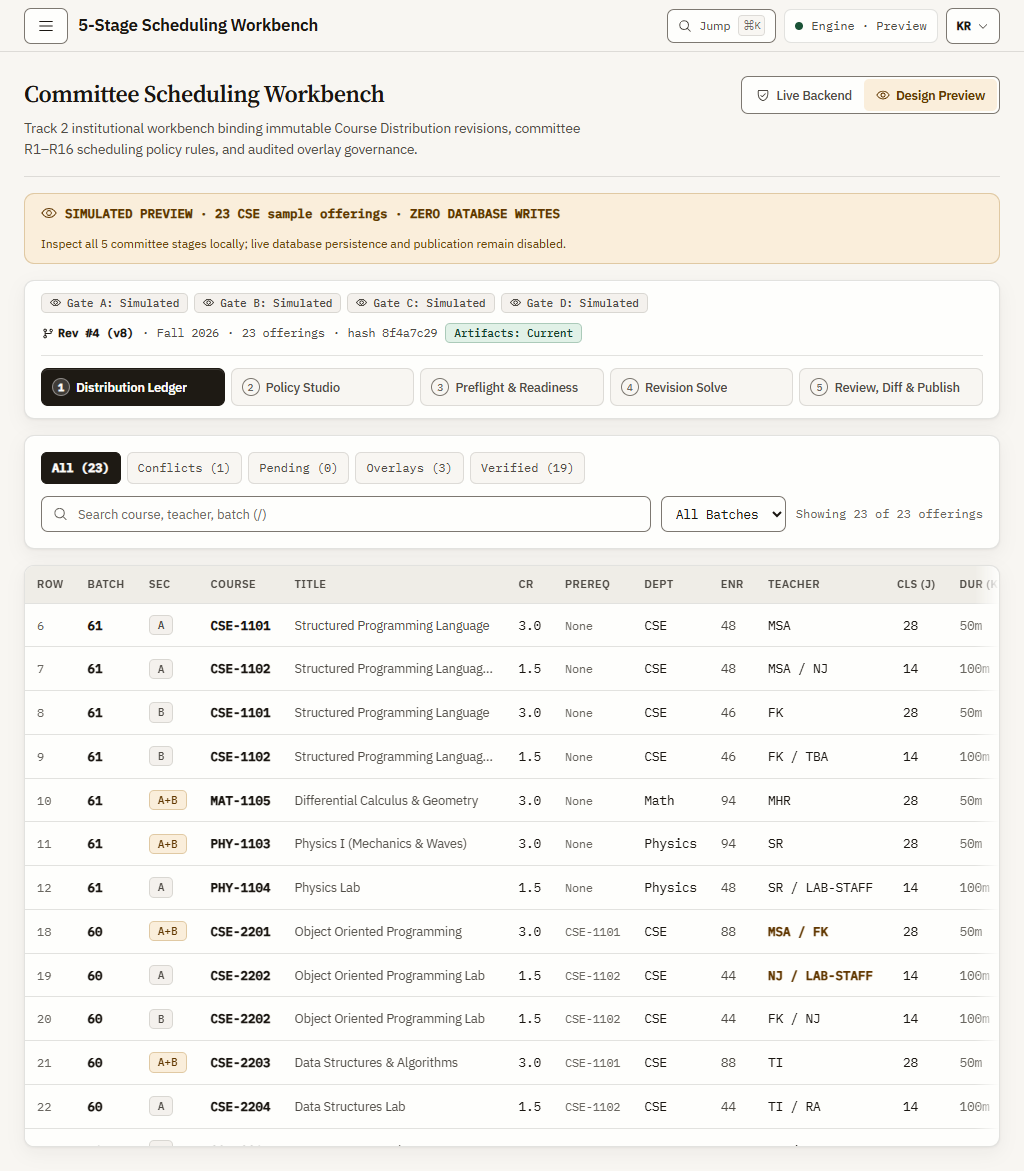 5-Stage Scheduling Workbench
Jump ⌘K
Engine · Preview
KR
Committee Scheduling Workbench
Live Backend
Design Preview
Track 2 institutional workbench binding immutable Course Distribution revisions, committee
R1–R16 scheduling policy rules, and audited overlay governance.
SIMULATED PREVIEW · 23 CSE sample offerings · ZERO DATABASE WRITES
Inspect all 5 committee stages locally; live database persistence and publication remain disabled.
Gate A: Simulated
Gate B: Simulated
Gate C: Simulated
Gate D: Simulated
Rev #4 (v8) · Fall 2026 · 23 offerings · hash 8f4a7c29 Artifacts: Current
1 Distribution Ledger
2 Policy Studio
3 Preflight & Readiness
4 Revision Solve
5 Review, Diff & Publish
All (23)
Conflicts (1)
Pending (0)
Overlays (3)
Verified (19)
Search course, teacher, batch (/)
All Batches
Showing 23 of 23 offerings
ROW BATCH SEC COURSE TITLE CR PREREQ DEPT ENR TEACHER CLS (J) DUR
6 61 A CSE-1101 Structured Programming Language 3.0 None CSE 48 MSA 28 50m
7 61 A CSE-1102 Structured Programming Languag... 1.5 None CSE 48 MSA / NJ 14 100m
8 61 B CSE-1101 Structured Programming Language 3.0 None CSE 46 FK 28 50m
9 61 B CSE-1102 Structured Programming Languag... 1.5 None CSE 46 FK / TBA 14 100m
10 61 A+B MAT-1105 Differential Calculus & Geometry 3.0 None Math 94 MHR 28 50m
11 61 A+B PHY-1103 Physics I (Mechanics & Waves) 3.0 None Physics 94 SR 28 50m
12 61 A PHY-1104 Physics Lab 1.5 None Physics 48 SR / LAB-STAFF 14 100m
18 60 A+B CSE-2201 Object Oriented Programming 3.0 CSE-1101 CSE 88 MSA / FK 28 50m
19 60 A CSE-2202 Object Oriented Programming Lab 1.5 CSE-1102 CSE 44 NJ / LAB-STAFF 14 100m
20 60 B CSE-2202 Object Oriented Programming Lab 1.5 CSE-1102 CSE 44 FK / NJ 14 100m
21 60 A+B CSE-2203 Data Structures & Algorithms 3.0 CSE-1101 CSE 88 TI 28 50m
22 60 A CSE-2204 Data Structures Lab 1.5 CSE-1102 CSE 44 TI / RA 14 100m